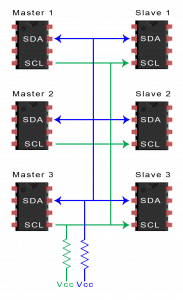 Master 1 Slave 1
SDA SDA
SCL SCL
Master 2 Slave 2
SDA SDA
SCL SCL
Master 3 Slave 3
SDA SDA
SCL SCL
Vcc Vcc